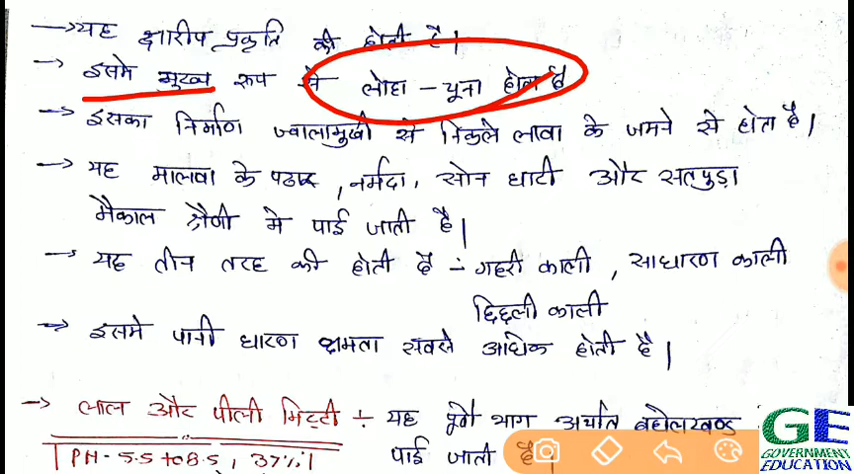 → यह क्षारीय प्रकृति की होती है।
→ इसमे मुख्य रूप से लोहा – चूना होता है
→ इसका निर्माण ज्वालामुखी से निकले लावा के जमने से होता है।
→ यह मालवा के पठार, नर्मदा, सोन घाटी और सतपुड़ा
मैकाल श्रेणी मे पाई जाती है।
→ यह तीन तरह की होती है ÷ गहरी काली, साधारण काली
छिछली काली
→ इसमे पानी धारण क्षमता सबसे अधिक होती है।
→ लाल और पीली मिट्टी ÷ यह पूर्वी भाग अर्थात बघेलखण्ड
PH - 5.5 to 8.5, 37%
पाई जाती है।
GE
GOVERNMENT
EDUCATION